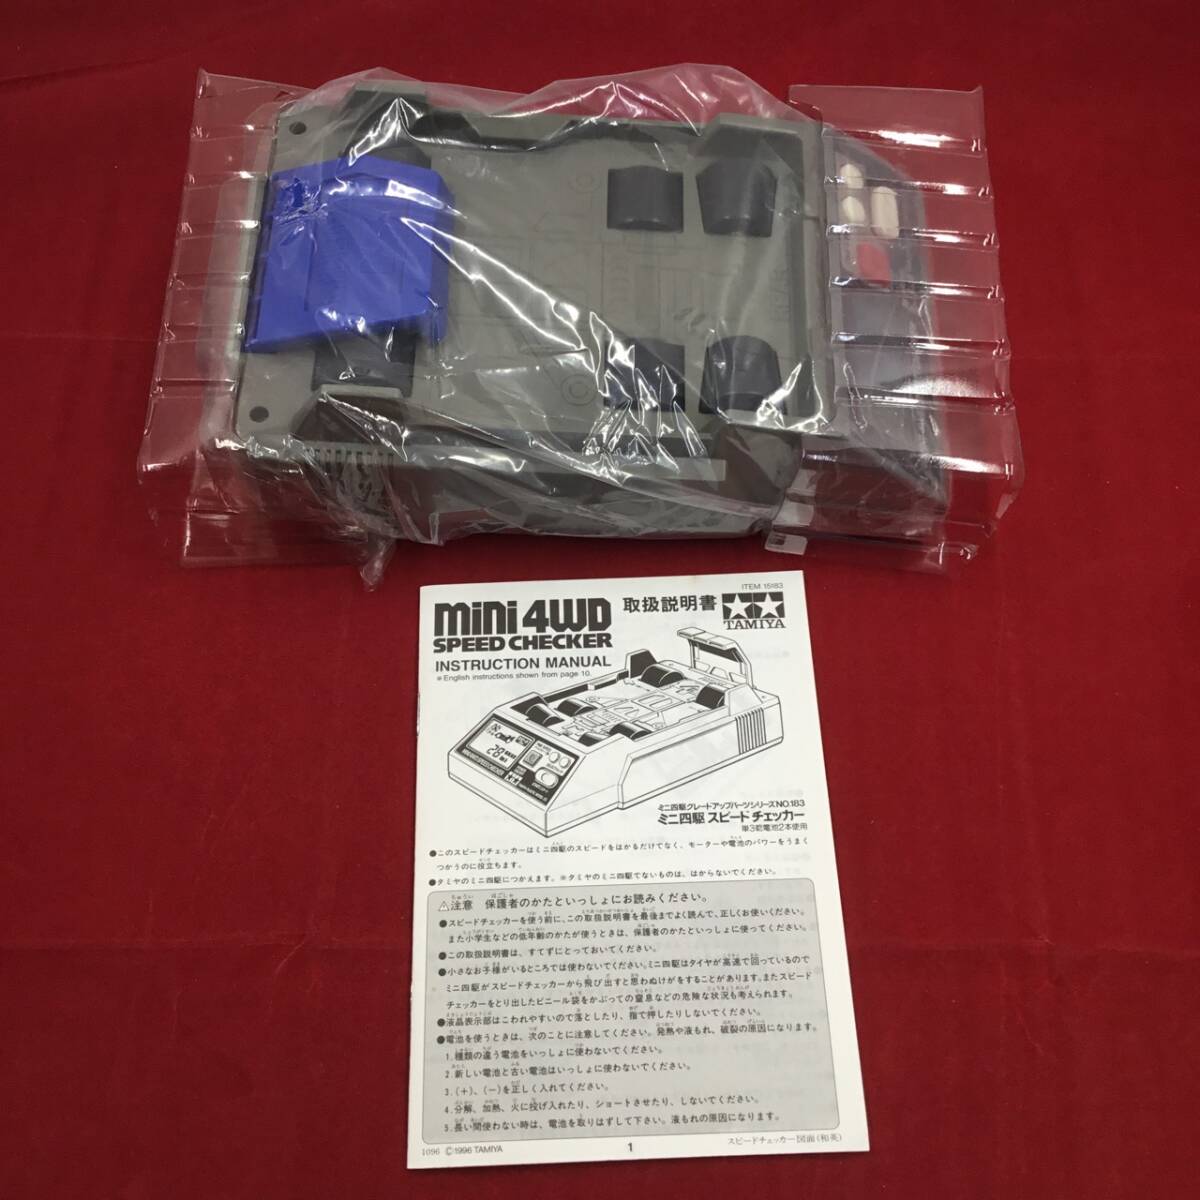 REAR
ITEM 15183
mini 4WD
SPEED CHECKER
取扱説明書
TAMIYA
INSTRUCTION MANUAL
※English instructions shown from page 10.
28
ミニ四駆グレードアップパーツシリーズNO.183
ミニ四駆 スピード チェッカー
単3乾電池2本使用
●このスピードチェッカーはミニ四駆のスピードをはかるだけでなく、モーターや電池のパワーをうまく
つかうのに役立ちます。
●タミヤのミニ四駆につかえます。※タミヤのミニ四駆でないものは、はからないでください。
⚠注意 保護者のかたといっしょにお読みください。
●スピードチェッカーを使う前に、この取扱説明書を最後までよく読んで、正しくお使いください。
また小学生などの低年齢のかたが使うときは、保護者のかたといっしょに使ってください。
●この取扱説明書は、すてずにとっておいてください。
●小さなお子様がいるところでは使わないでください。ミニ四駆はタイヤが高速で回っているので
ミニ四駆がスピードチェッカーから飛び出すと思わぬけがをすることがあります。またスピード
チェッカーをとり出したビニール袋をかぶっての窒息などの危険な状況も考えられます。
●液晶表示部はこわれやすいので落としたり、指で押したりしないでください。
●電池を使うときは、次のことに注意してください。発熱や液もれ、破裂の原因になります。
1.種類の違う電池をいっしょに使わないでください。
2.新しい電池と古い電池はいっしょに使わないでください。
3.(+)、(−)を正しく入れてください。
4.分解、加熱、火に投げ入れたり、ショートさせたり、しないでください。
5.長い間使わない時は、電池を取りはずして下さい。液もれの原因になります。
1096 ©1996 TAMIYA
1
スピードチェッカー図面(和英)